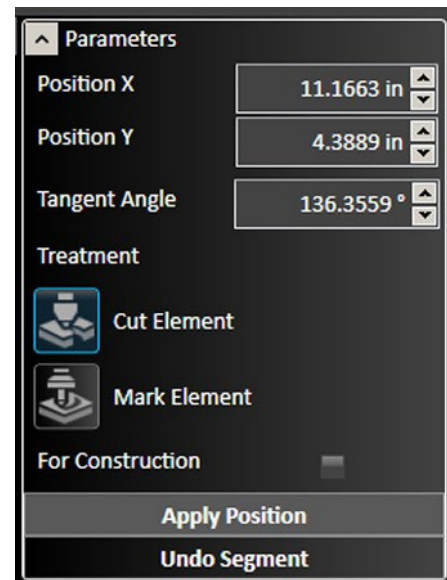 Parameters
Position X 11.1663 in
Position Y 4.3889 in
Tangent Angle 136.3559 °
Treatment
Cut Element
Mark Element
For Construction
Apply Position
Undo Segment